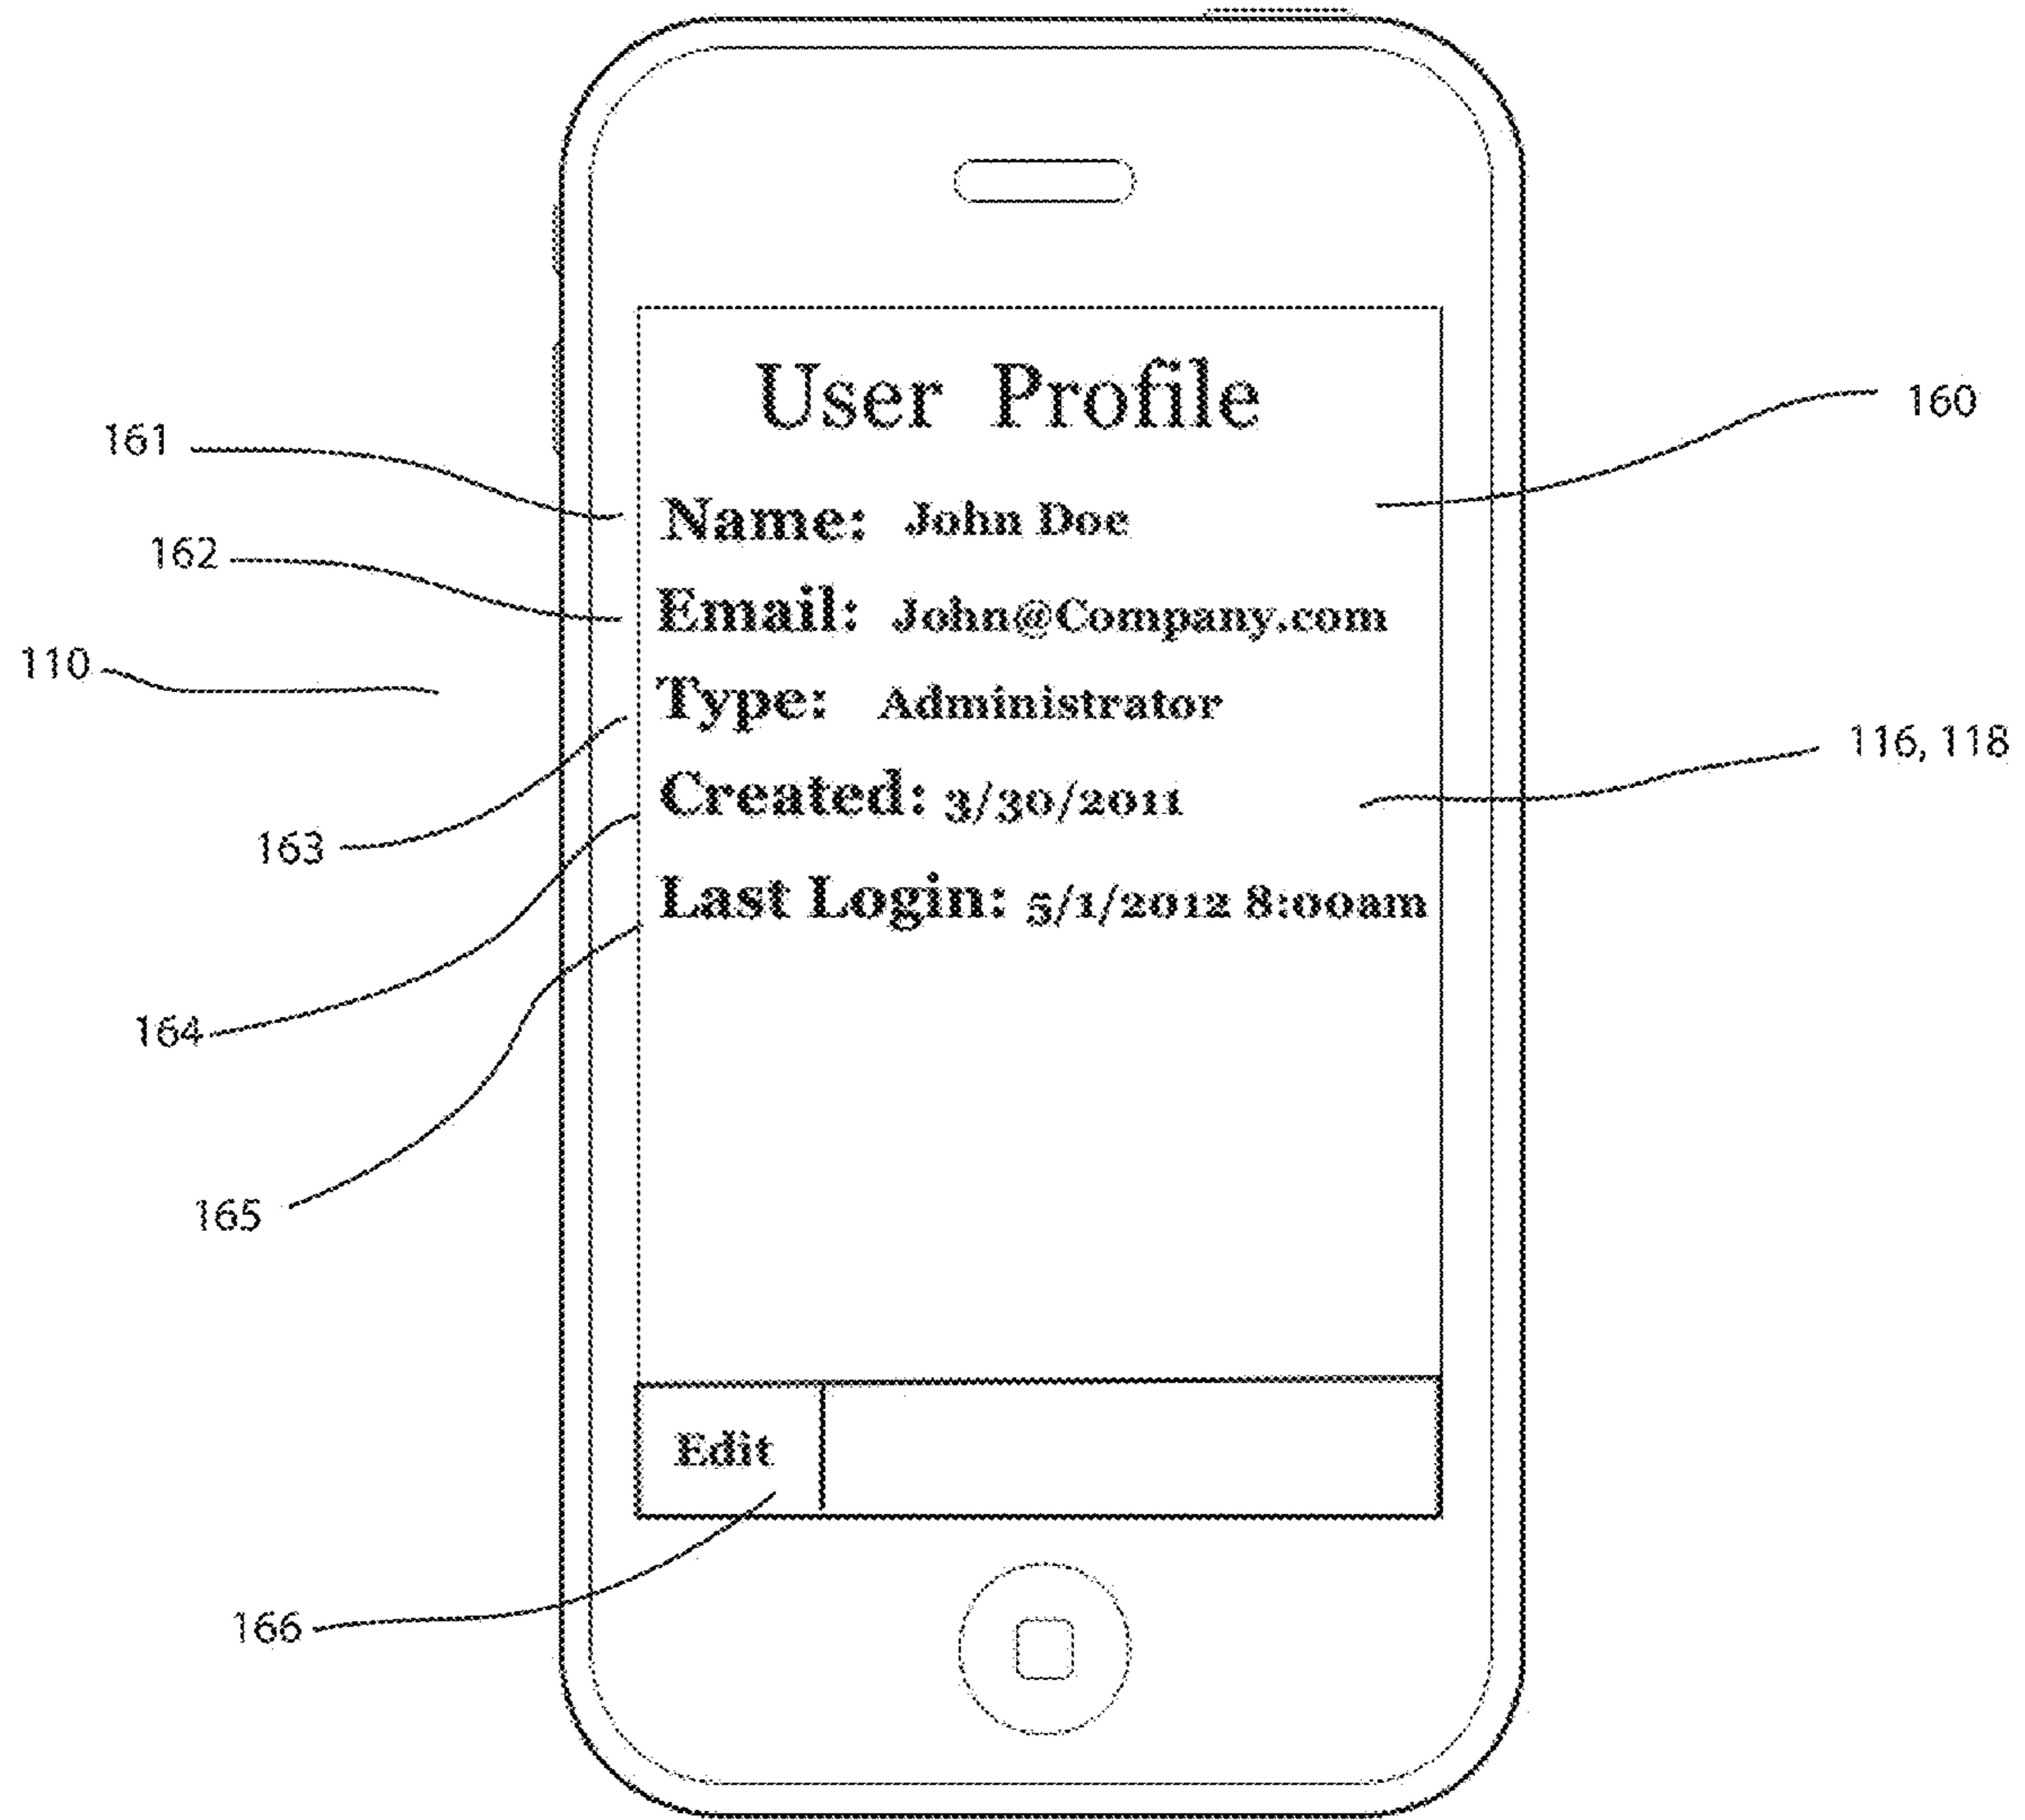 User Profile
160
161
Name: John Doe
162
Email: John@Company.com
110
Type: Administrator
116, 118
Created: 3/30/2011
163
Last Login: 5/1/2012 8:00am
164
165
Edit
166